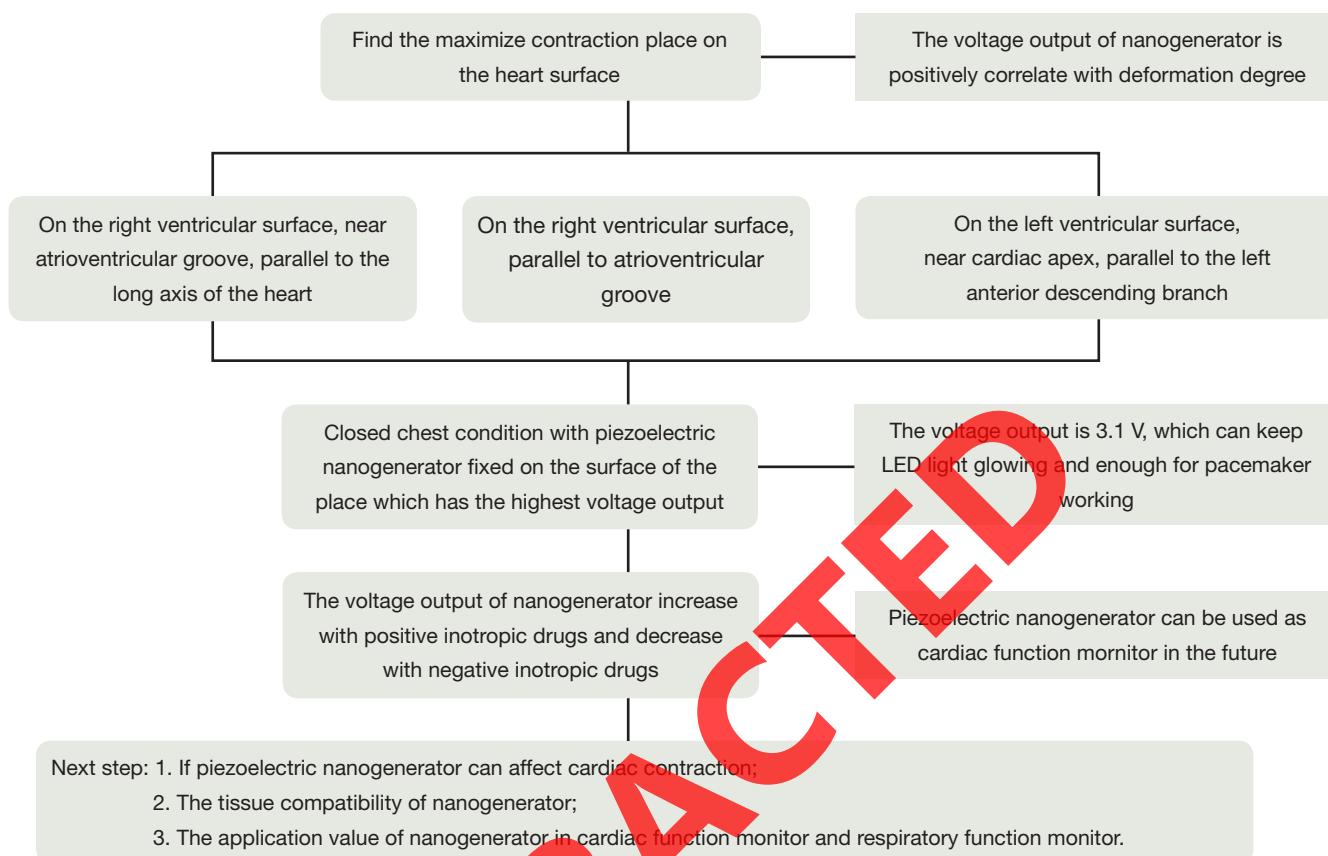 Find the maximize contraction place on
the heart surface
The voltage output of nanogenerator is
positively correlate with deformation degree
On the right ventricular surface, near
atrioventricular groove, parallel to the
long axis of the heart
On the right ventricular surface,
parallel to atrioventricular
groove
On the left ventricular surface,
near cardiac apex, parallel to the left
anterior descending branch
Closed chest condition with piezoelectric
nanogenerator fixed on the surface of the
place which has the highest voltage output
The voltage output is 3.1 V, which can keep
LED light glowing and enough for pacemaker
working
The voltage output of nanogenerator increase
with positive inotropic drugs and decrease
with negative inotropic drugs
Piezoelectric nanogenerator can be used as
cardiac function mornitor in the future
Next step: 1. If piezoelectric nanogenerator can affect cardiac contraction;
2. The tissue compatibility of nanogenerator;
3. The application value of nanogenerator in cardiac function monitor and respiratory function monitor.
RACTED